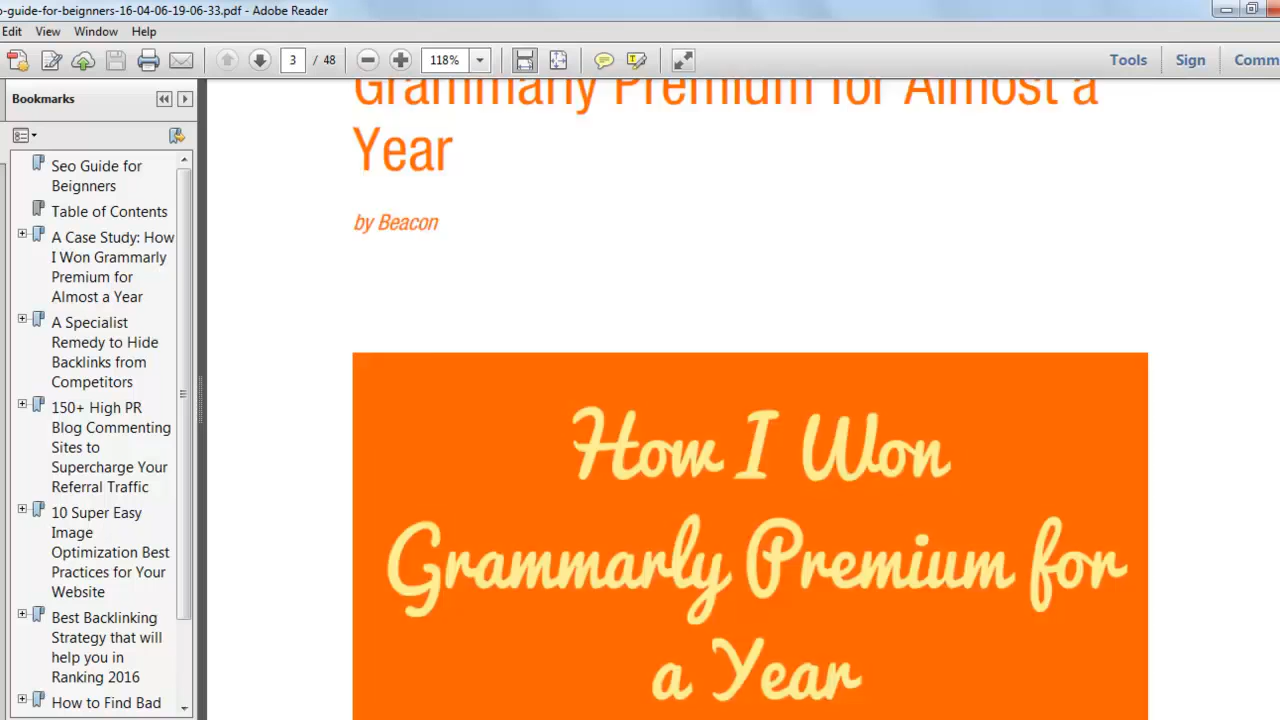 o-guide-for-beignners-16-04-06-19-06-33.pdf - Adobe Reader
Edit View Window Help
3 / 48 118% Tools Sign Comm
Bookmarks
Seo Guide for
Beignners
Table of Contents
A Case Study: How
I Won Grammarly
Premium for
Almost a Year
A Specialist
Remedy to Hide
Backlinks from
Competitors
150+ High PR
Blog Commenting
Sites to
Supercharge Your
Referral Traffic
10 Super Easy
Image
Optimization Best
Practices for Your
Website
Best Backlinking
Strategy that will
help you in
Ranking 2016
How to Find Bad
Grammarly Premium for Almost a
Year
by Beacon
How I Won
Grammarly Premium for
a Year